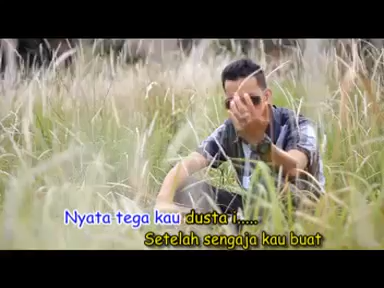 Nyata tega kau dusta i.....
Setelah sengaja kau buat